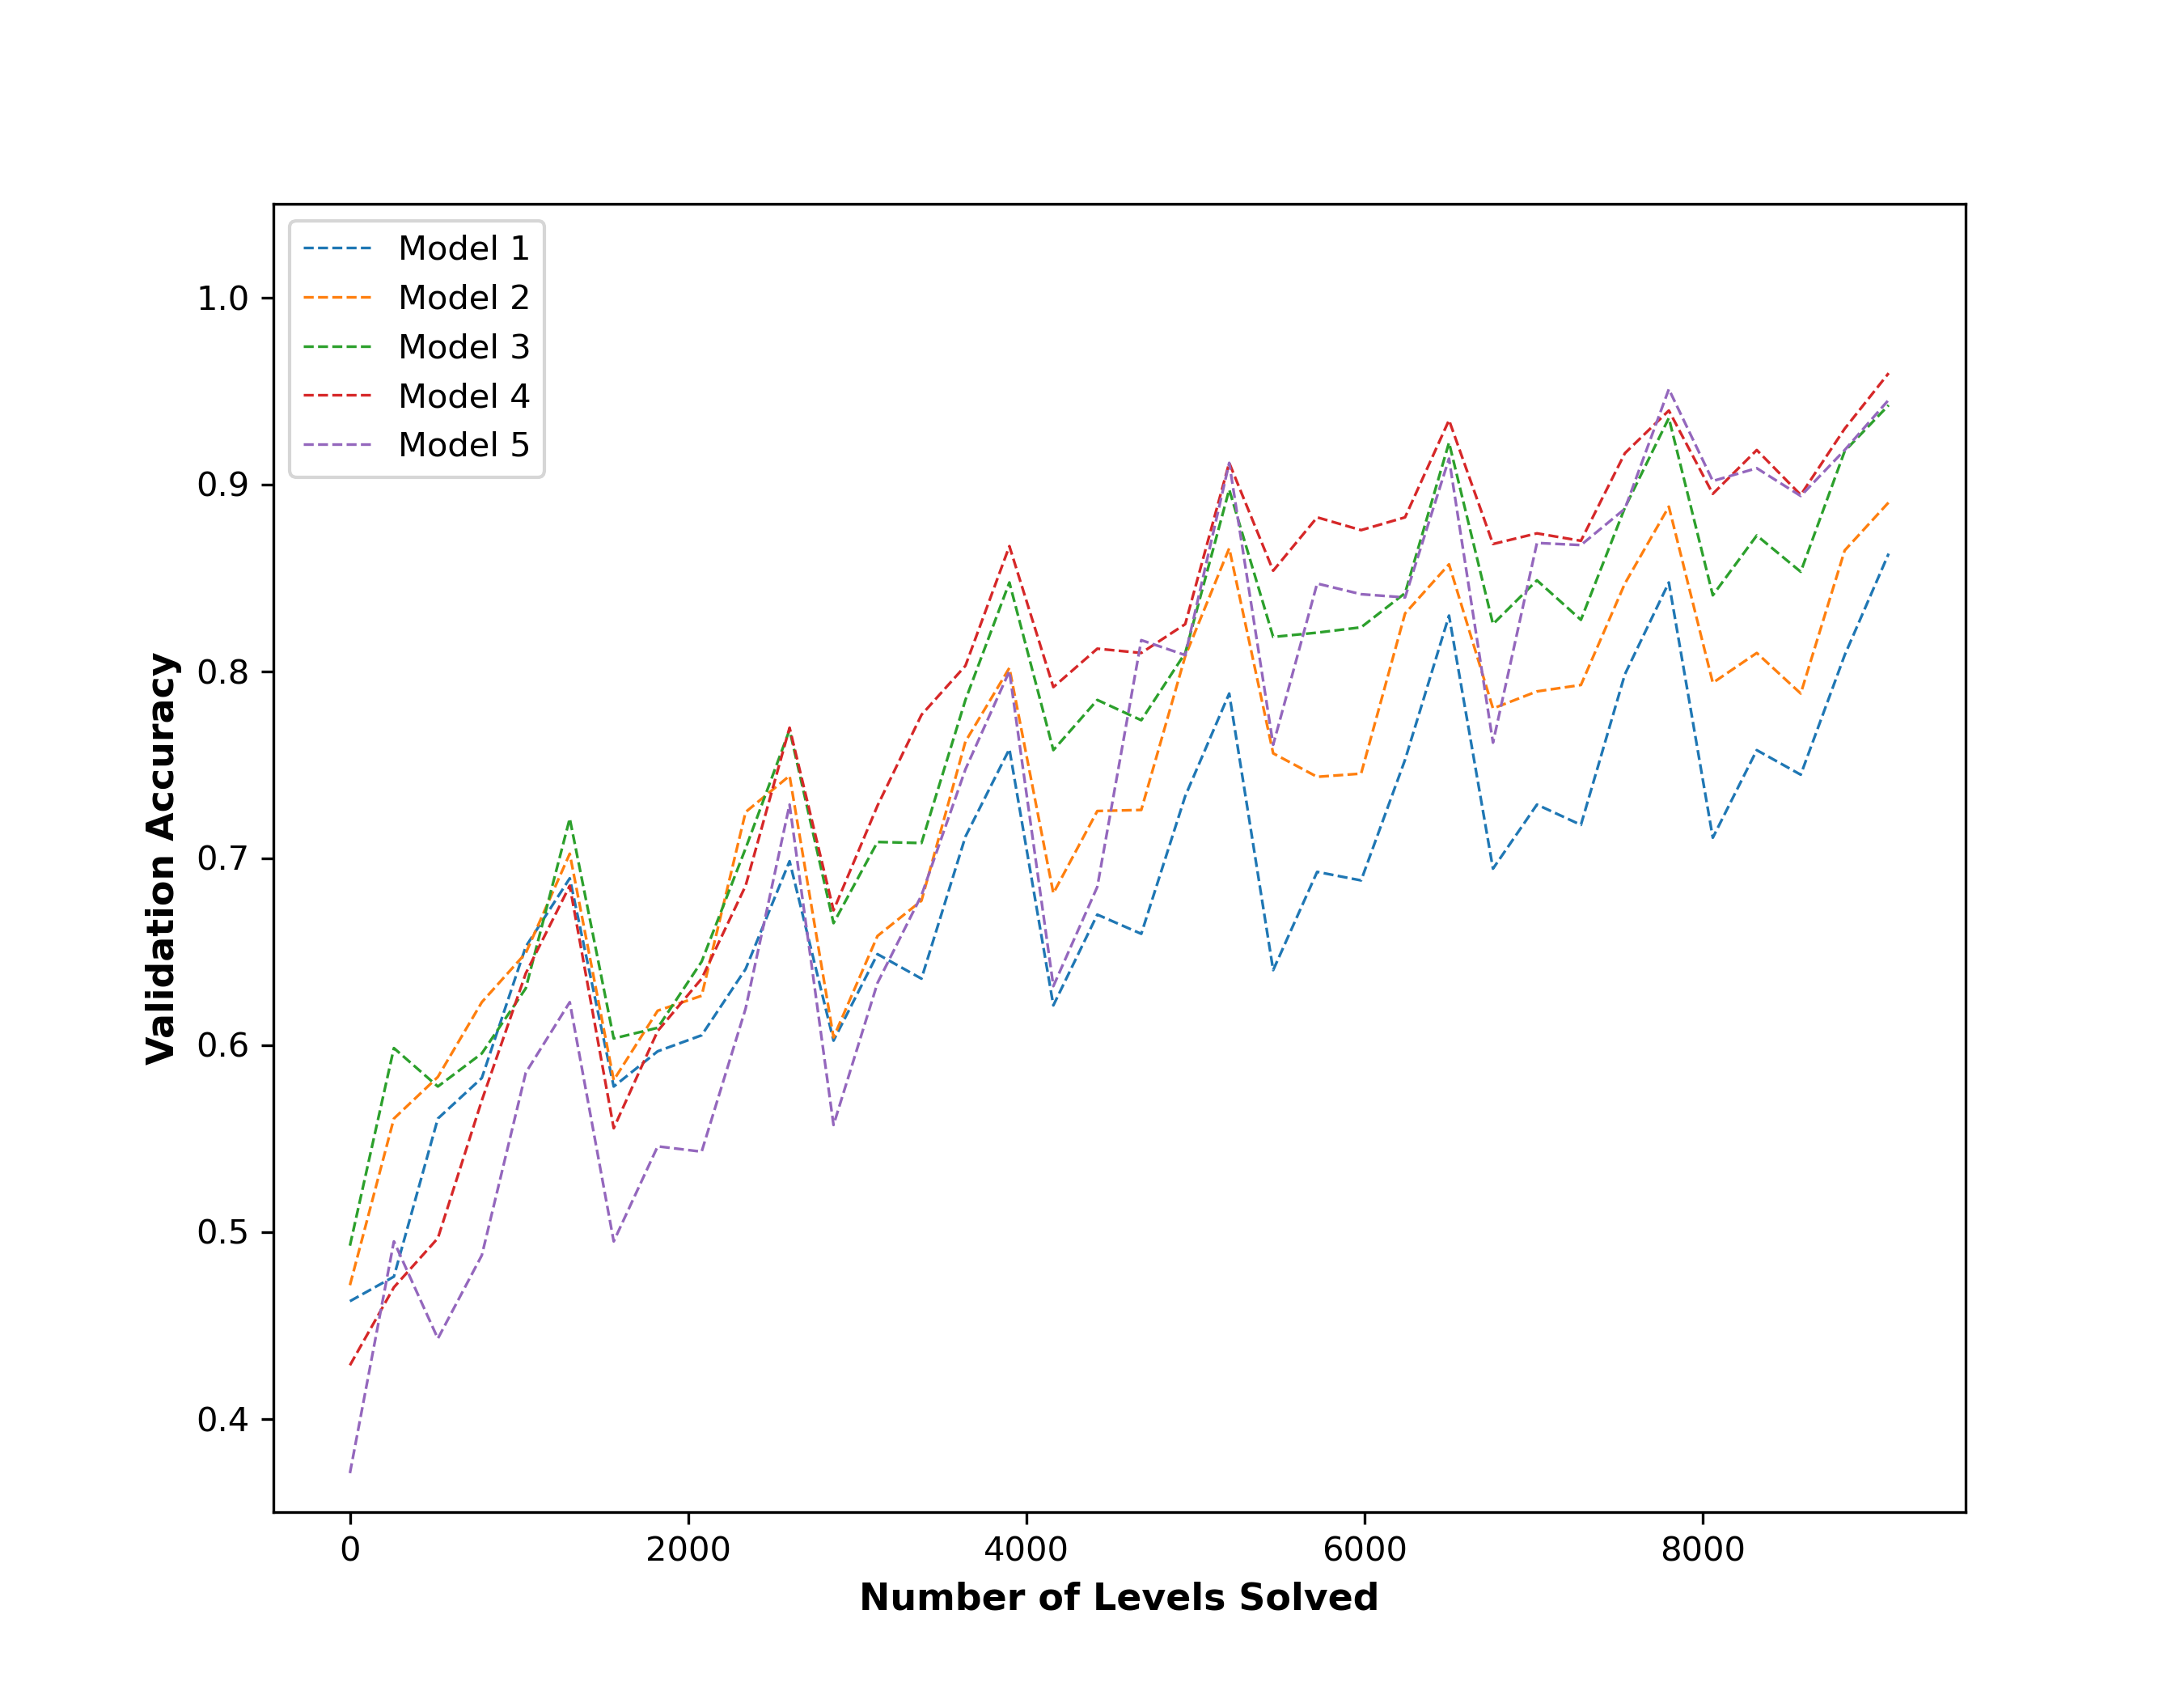 Model 1
Model 2
Model 3
Model 4
Model 5
1.0
0.9
0.8
0.7
0.6
0.5
0.4
Validation Accuracy
0 2000 4000 6000 8000
Number of Levels Solved